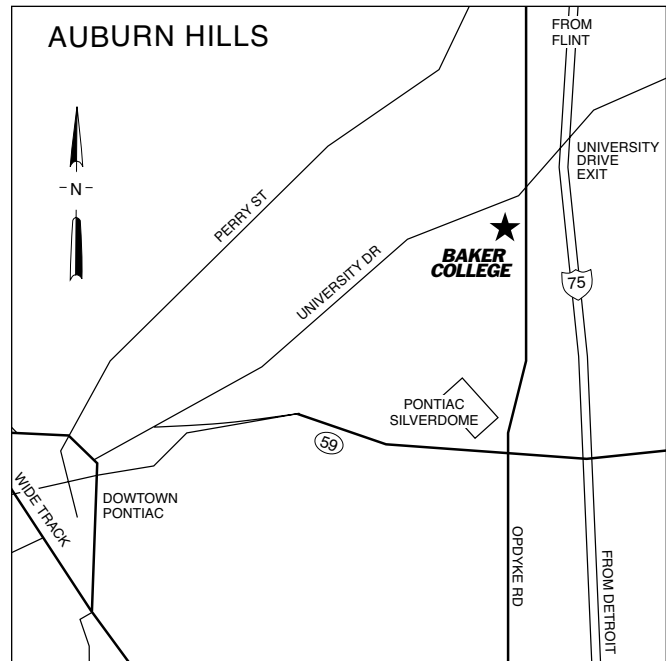 AUBURN HILLS
FROM
FLINT
-N-
UNIVERSITY
DRIVE
EXIT
PERRY ST
UNIVERSITY DR
BAKER
COLLEGE
75
PONTIAC
SILVERDOME
59
WIDE TRACK
DOWTOWN
PONTIAC
OPDYKE RD
FROM DETROIT